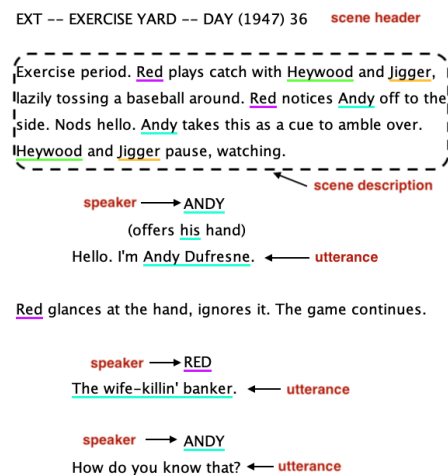 EXT -- EXERCISE YARD -- DAY (1947) 36 scene header
Exercise period. Red plays catch with Heywood and Jigger,
lazily tossing a baseball around. Red notices Andy off to the
side. Nods hello. Andy takes this as a cue to amble over.
Heywood and Jigger pause, watching.
scene description
speaker ANDY
(offers his hand)
Hello. I'm Andy Dufresne. utterance
Red glances at the hand, ignores it. The game continues.
speaker RED
The wife-killin' banker. utterance
speaker ANDY
How do you know that? utterance